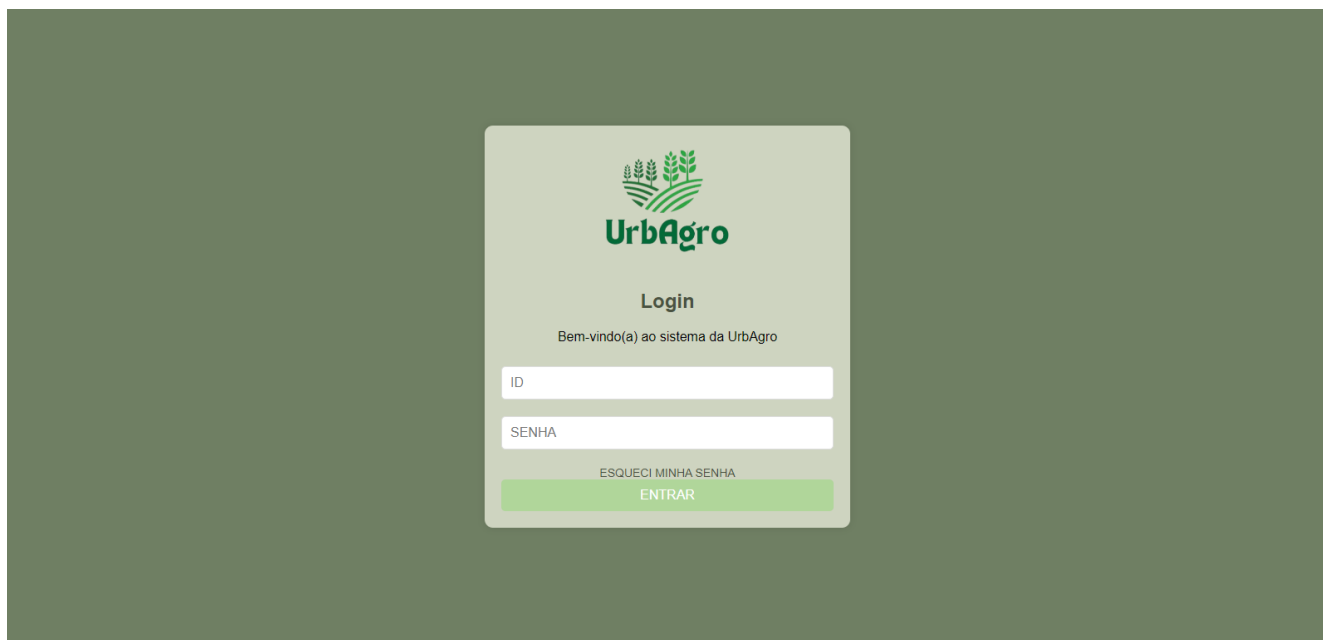 UrbAgro
Login
Bem-vindo(a) ao sistema da UrbAgro
ID
SENHA
ESQUECI MINHA SENHA
ENTRAR